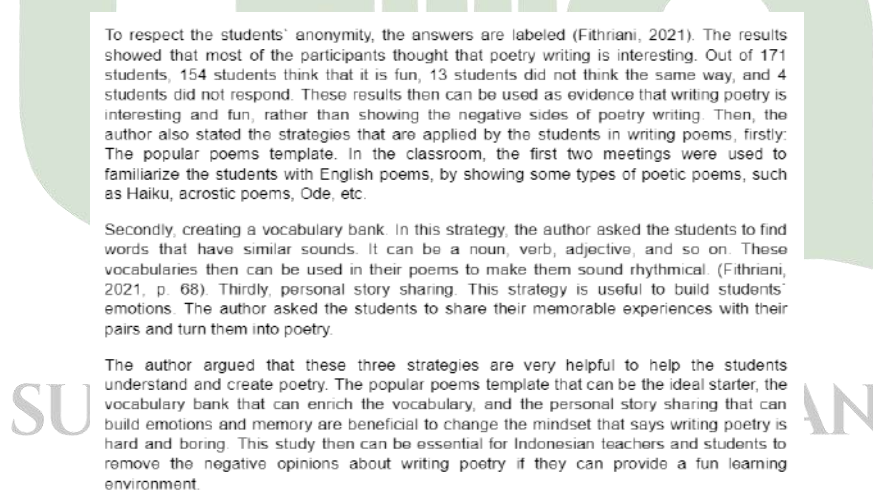 To respect the students` anonymity, the answers are labeled (Fithriani, 2021). The results
showed that most of the participants thought that poetry writing is interesting. Out of 171
students, 154 students think that it is fun, 13 students did not think the same way, and 4
students did not respond. These results then can be used as evidence that writing poetry is
interesting and fun, rather than showing the negative sides of poetry writing. Then, the
author also stated the strategies that are applied by the students in writing poems, firstly:
The popular poems template. In the classroom, the first two meetings were used to
familiarize the students with English poems, by showing some types of poetic poems, such
as Haiku, acrostic poems, Ode, etc.
Secondly, creating a vocabulary bank. In this strategy, the author asked the students to find
words that have similar sounds. It can be a noun, verb, adjective, and so on. These
vocabularies then can be used in their poems to make them sound rhythmical. (Fithriani,
2021, p. 68). Thirdly, personal story sharing. This strategy is useful to build students`
emotions. The author asked the students to share their memorable experiences with their
pairs and turn them into poetry.
The author argued that these three strategies are very helpful to help the students
understand and create poetry. The popular poems template that can be the ideal starter, the
vocabulary bank that can enrich the vocabulary, and the personal story sharing that can
build emotions and memory are beneficial to change the mindset that says writing poetry is
hard and boring. This study then can be essential for Indonesian teachers and students to
remove the negative opinions about writing poetry if they can provide a fun learning
environment.